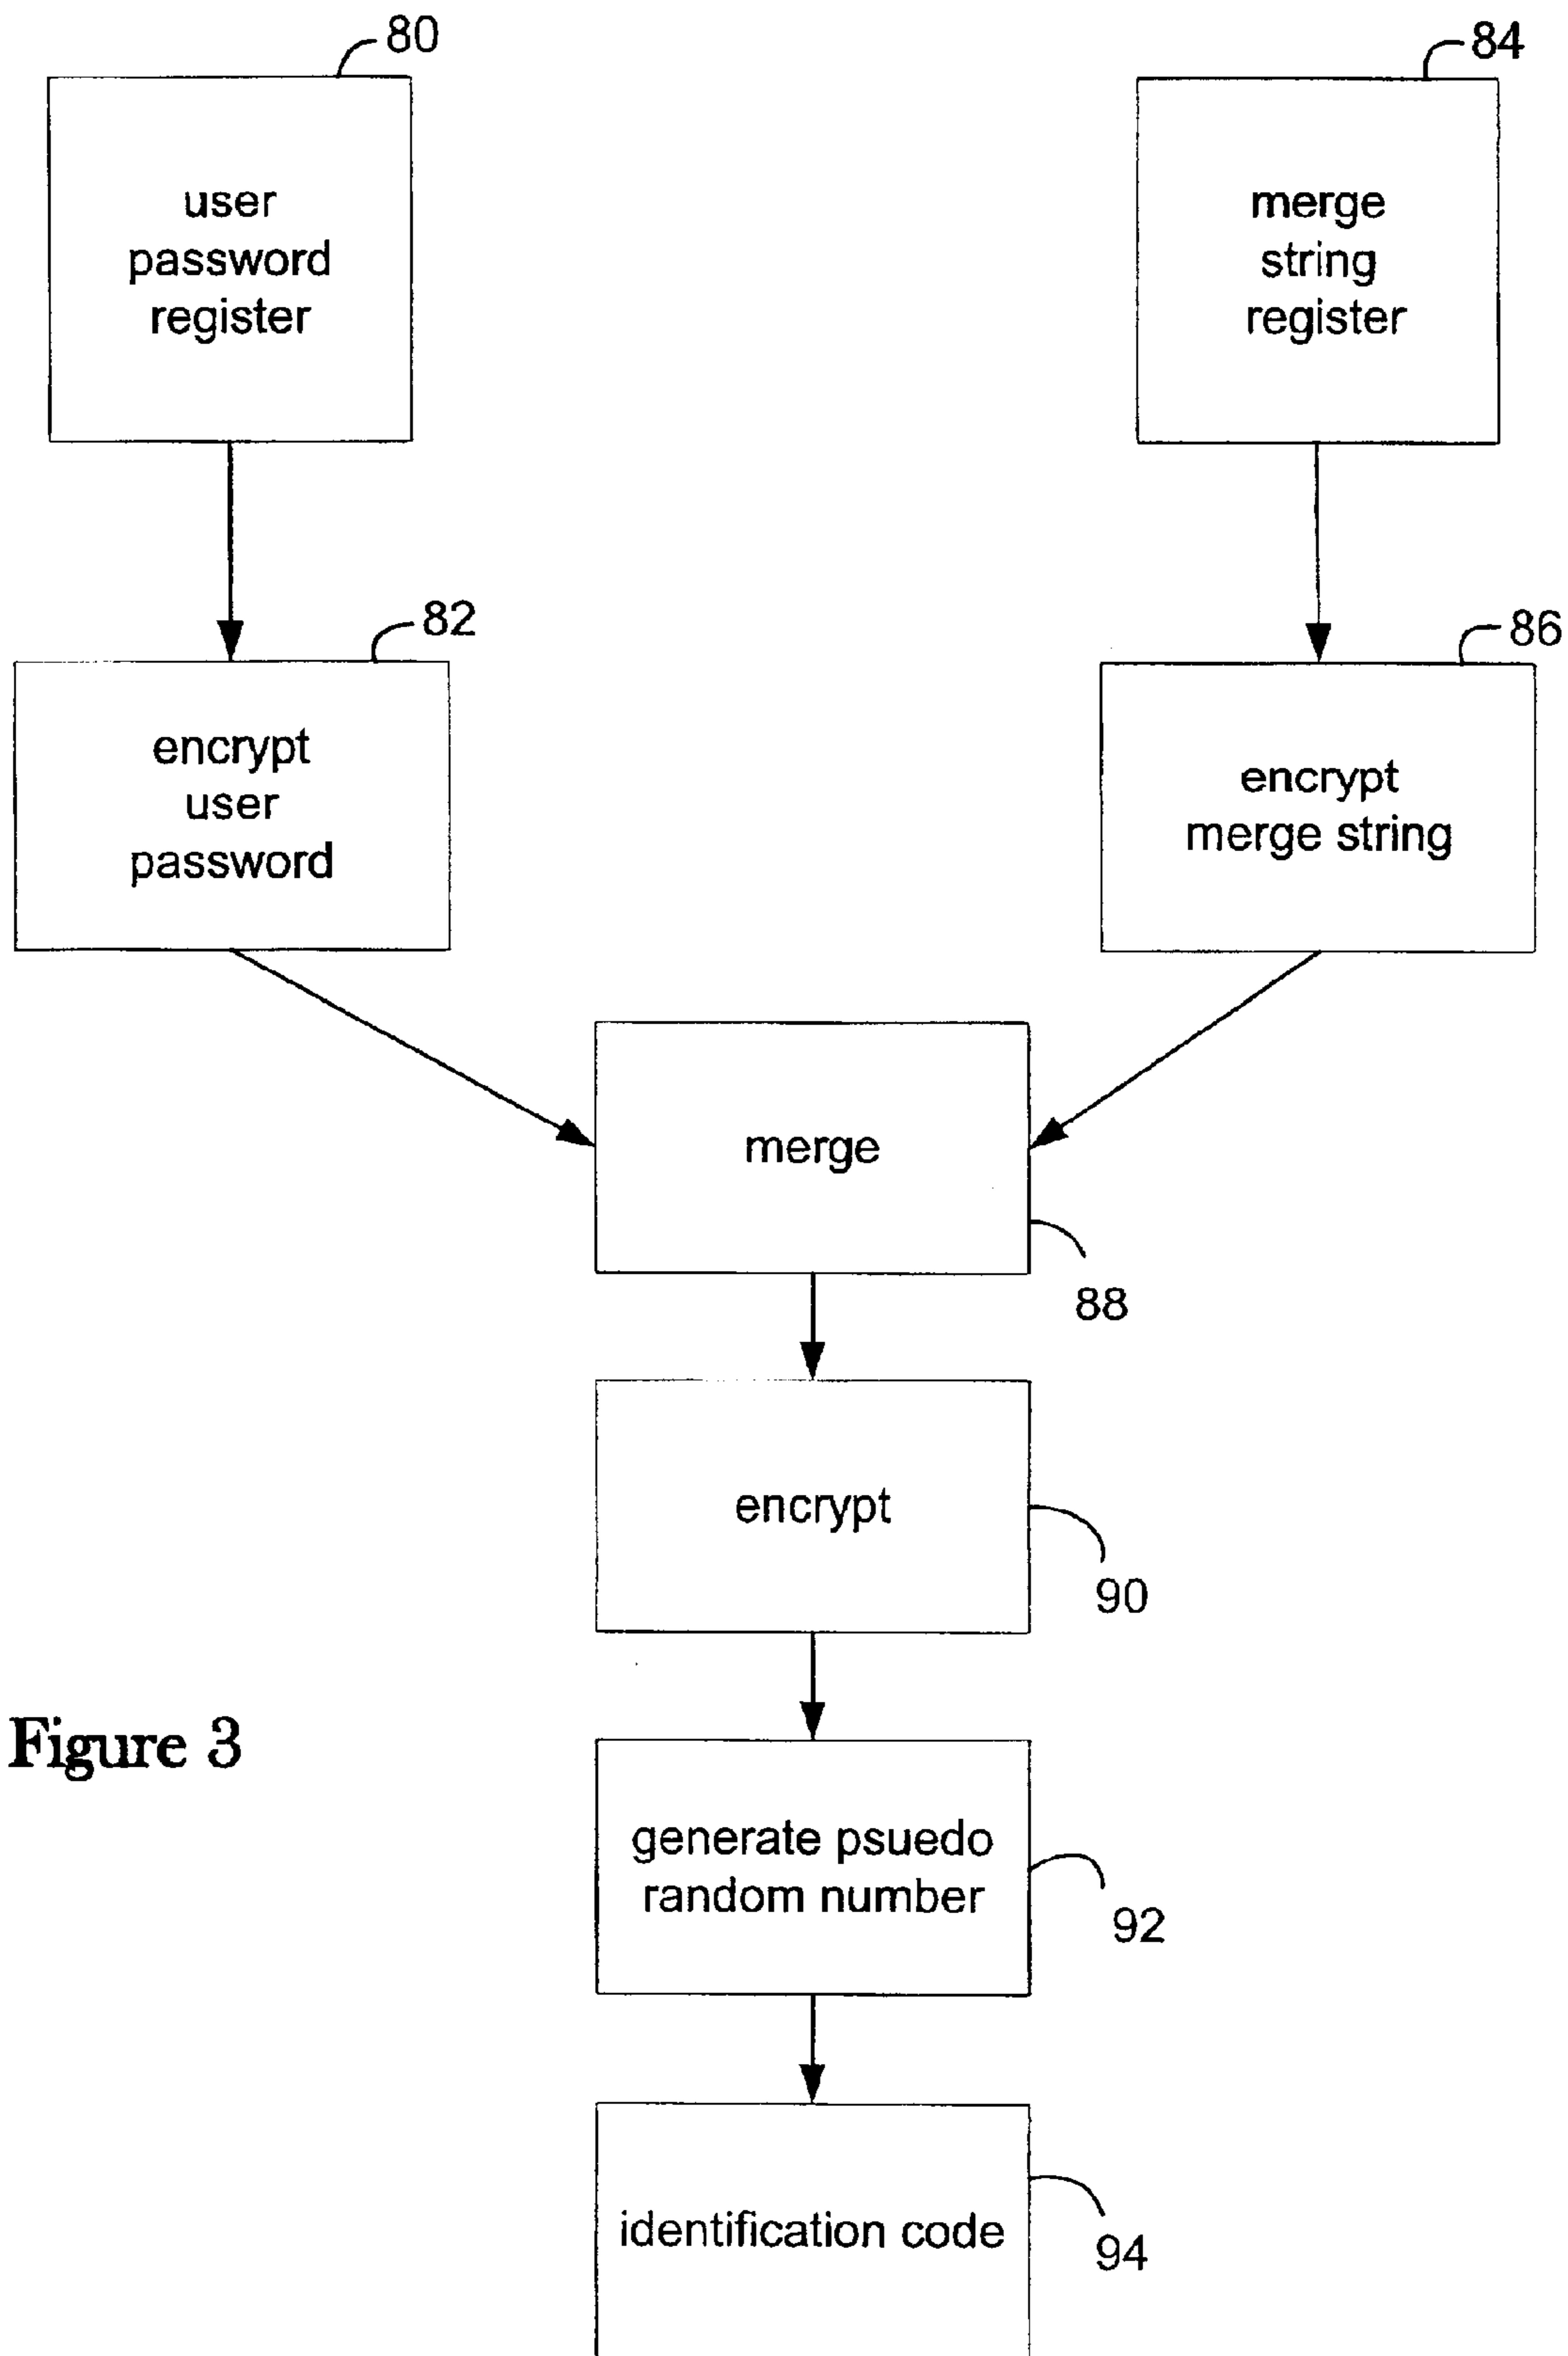 80
user
password
register
84
merge
string
register
82
encrypt
user
password
86
encrypt
merge string
merge
88
encrypt
90
Figure 3
generate psuedo
random number
92
identification code
94